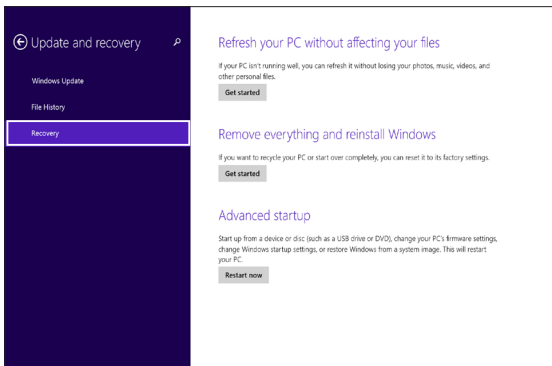 Update and recovery
Windows Update
File History
Recovery
Refresh your PC without affecting your files
If your PC isn't running well, you can refresh it without losing your photos, music, videos, and
other personal files.
Get started
Remove everything and reinstall Windows
If you want to recycle your PC or start over completely, you can reset it to its factory settings.
Get started
Advanced startup
Start up from a device or disc (such as a USB drive or DVD), change your PC's firmware settings,
change Windows startup settings, or restore Windows from a system image. This will restart
your PC.
Restart now